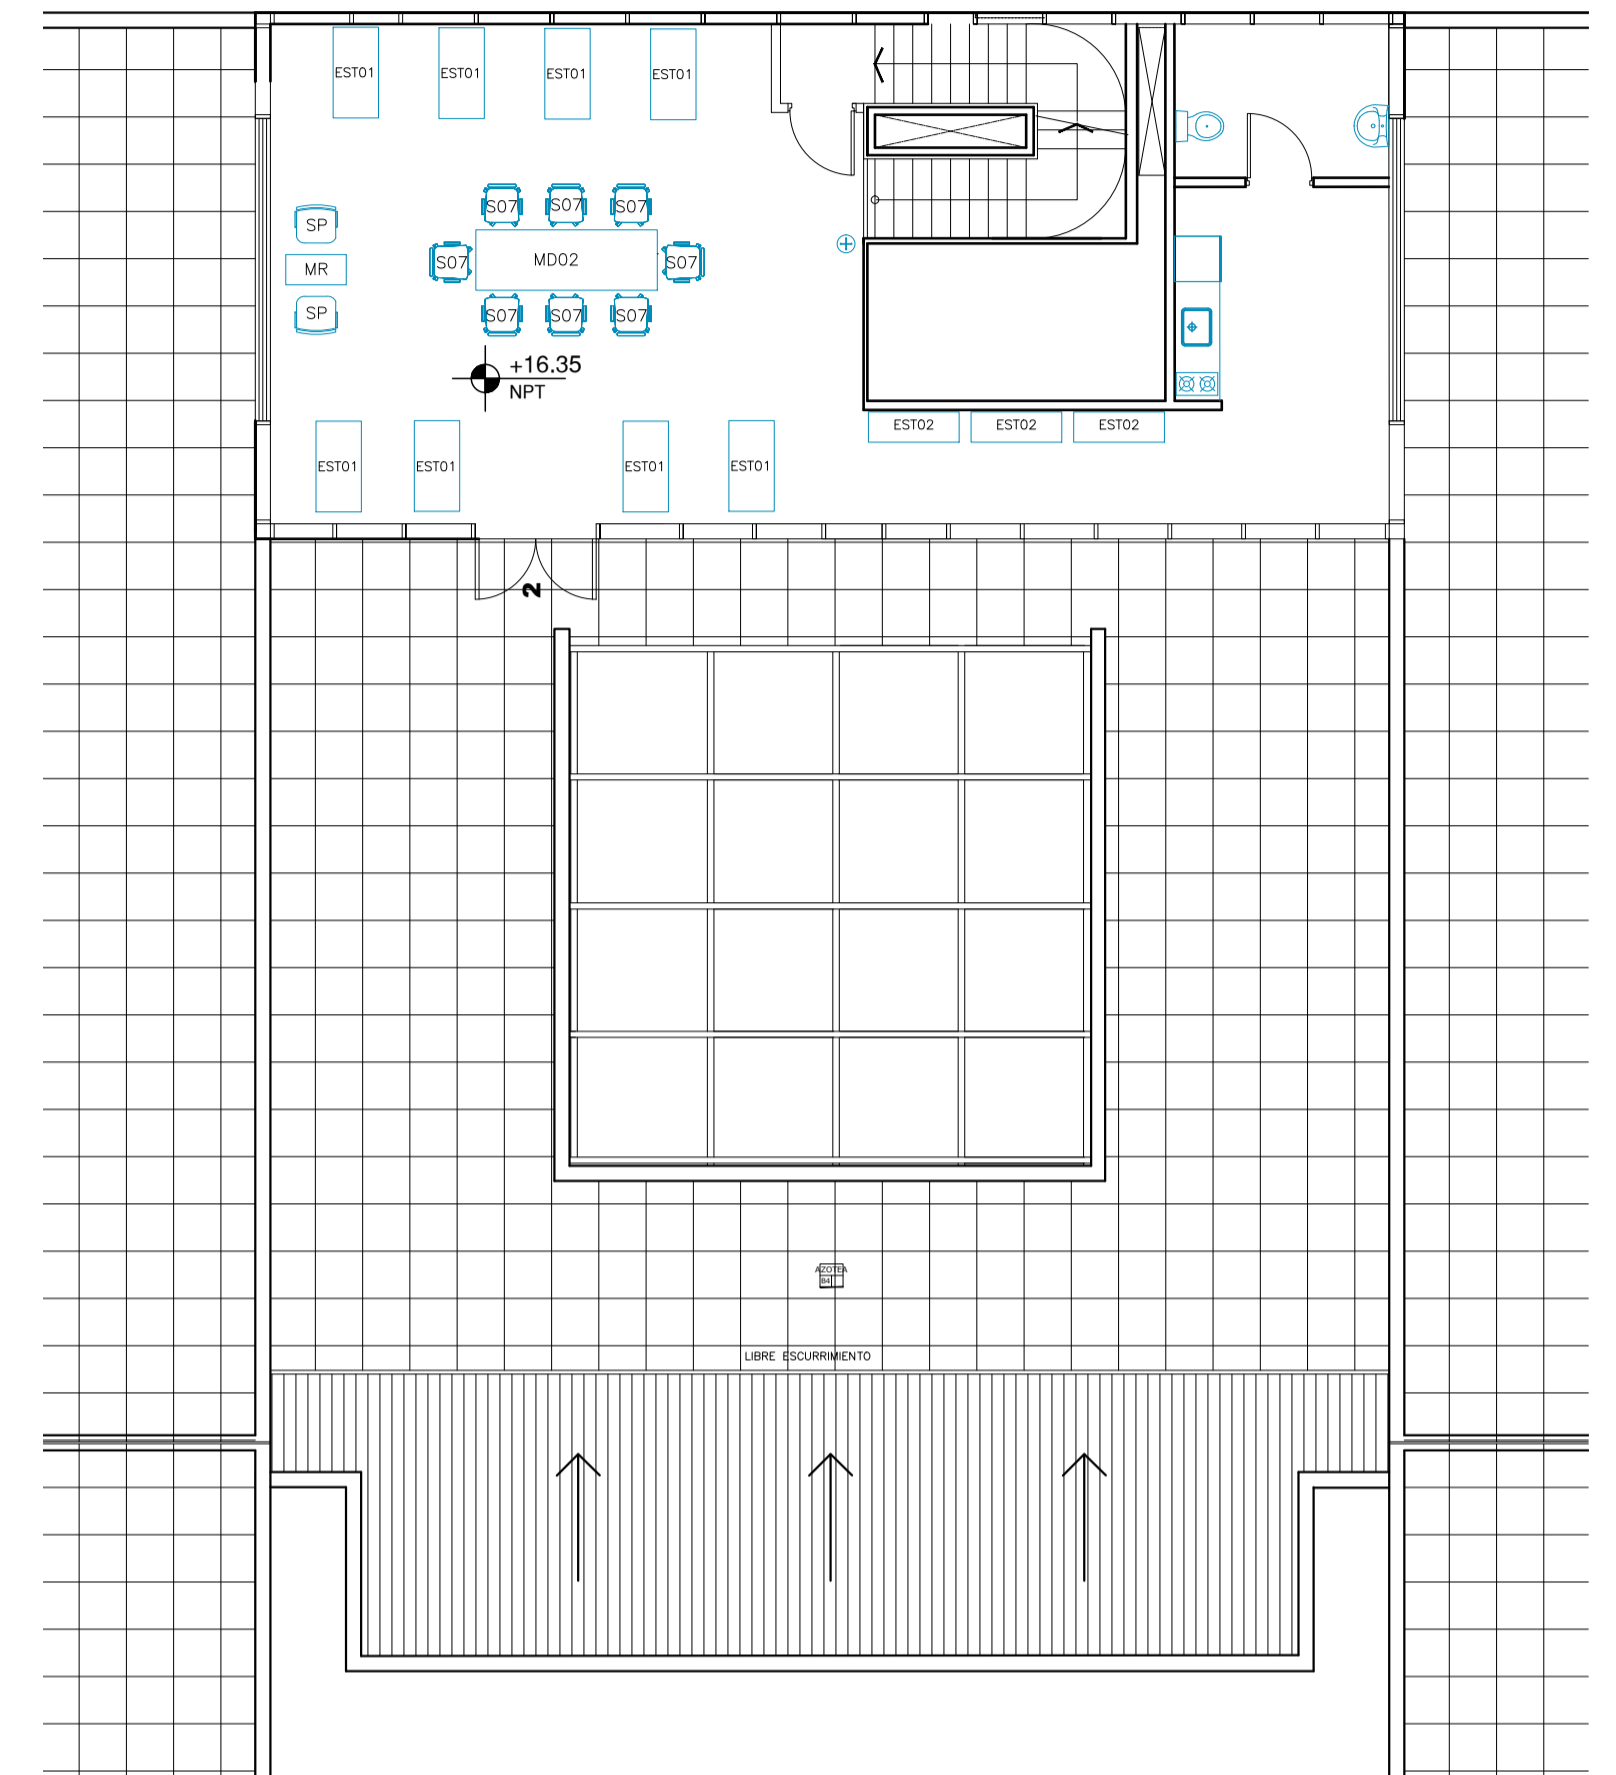 EST01 EST01 EST01 EST01
S07 S07 S07
SP
MR
S07 MD02 S07
SP
S07 S07 S07
+16.35
NPT
EST02 EST02 EST02
EST01 EST01 EST01 EST01
2
AZOTEA
B4
LIBRE ESCURRIMIENTO